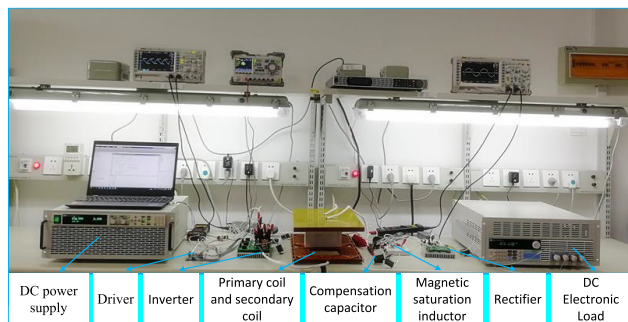 DC power
supply
Driver
Inverter
Primary coil
and secondary
coil
Compensation
capacitor
Magnetic
saturation
inductor
Rectifier
DC
Electronic
Load